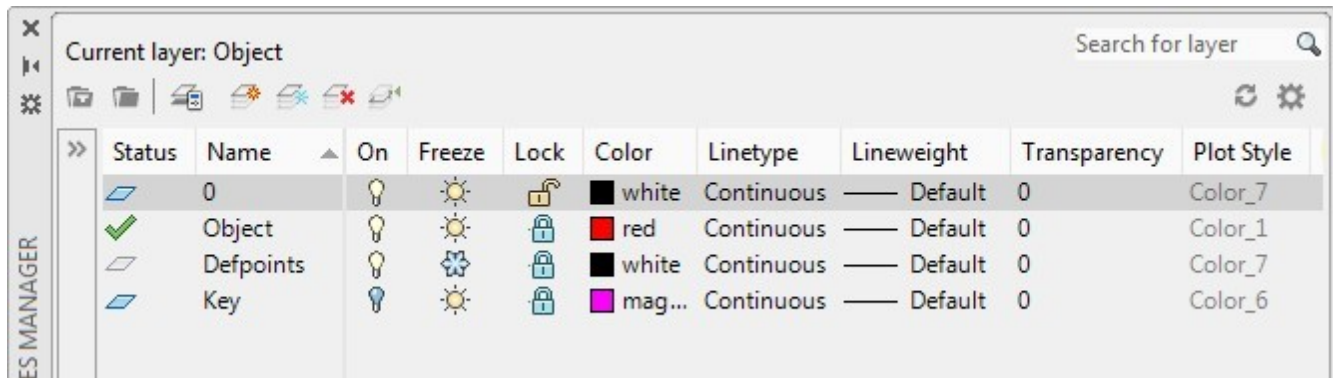 Current layer: Object
Search for layer
Status Name On Freeze Lock Color Linetype Lineweight Transparency Plot Style
0 white Continuous Default 0 Color_7
Object red Continuous Default 0 Color_1
Defpoints white Continuous Default 0 Color_7
Key mag... Continuous Default 0 Color_6
ES MANAGER